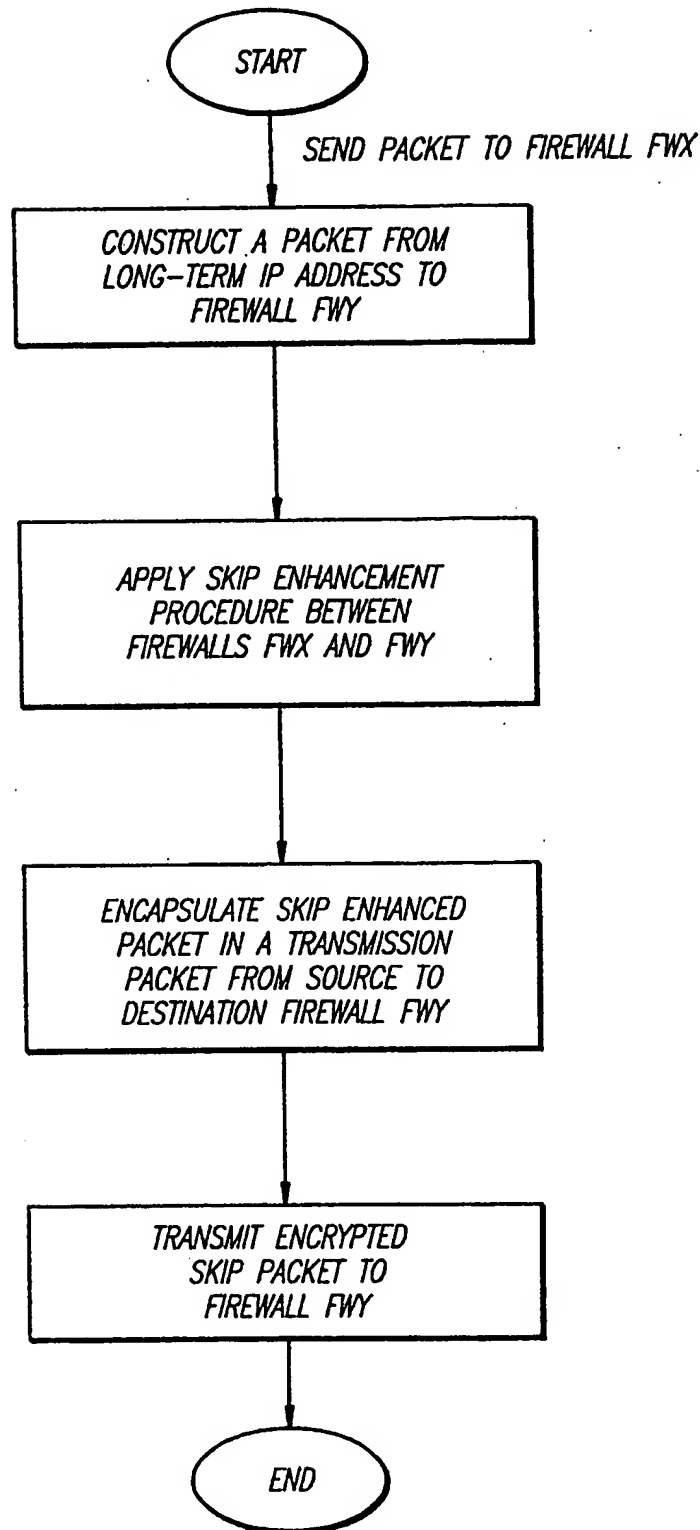 START
SEND PACKET TO FIREWALL FWX
CONSTRUCT A PACKET FROM
LONG-TERM IP ADDRESS TO
FIREWALL FWY
APPLY SKIP ENHANCEMENT
PROCEDURE BETWEEN
FIREWALLS FWX AND FWY
ENCAPSULATE SKIP ENHANCED
PACKET IN A TRANSMISSION
PACKET FROM SOURCE TO
DESTINATION FIREWALL FWY
TRANSMIT ENCRYPTED
SKIP PACKET TO
FIREWALL FWY
END